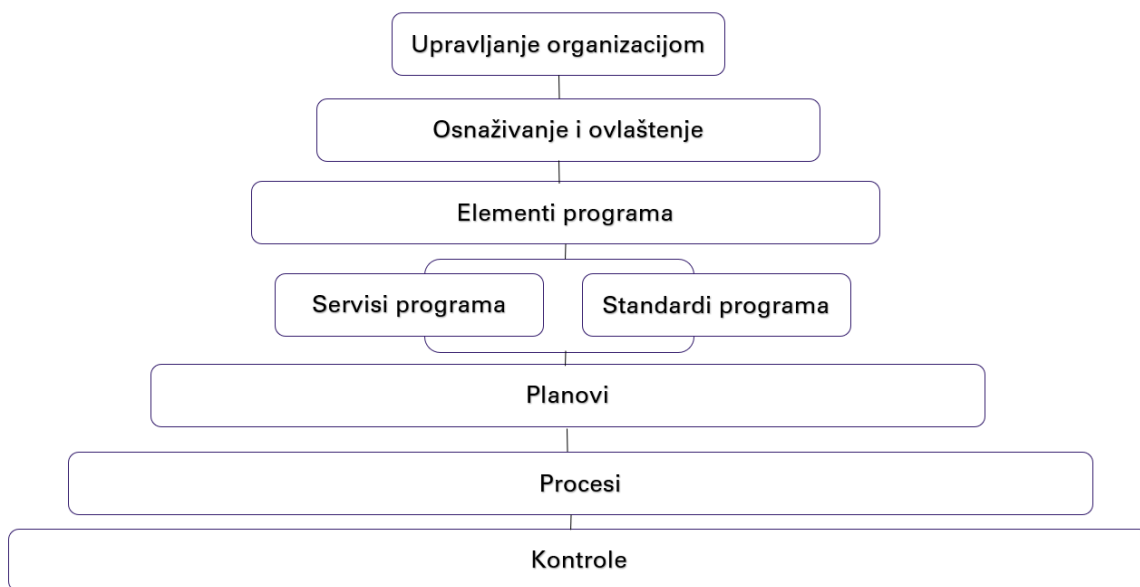 Upravljanje organizacijom
Osnaživanje i ovlaštenje
Elementi programa
Servisi programa
Standardi programa
Planovi
Procesi
Kontrole